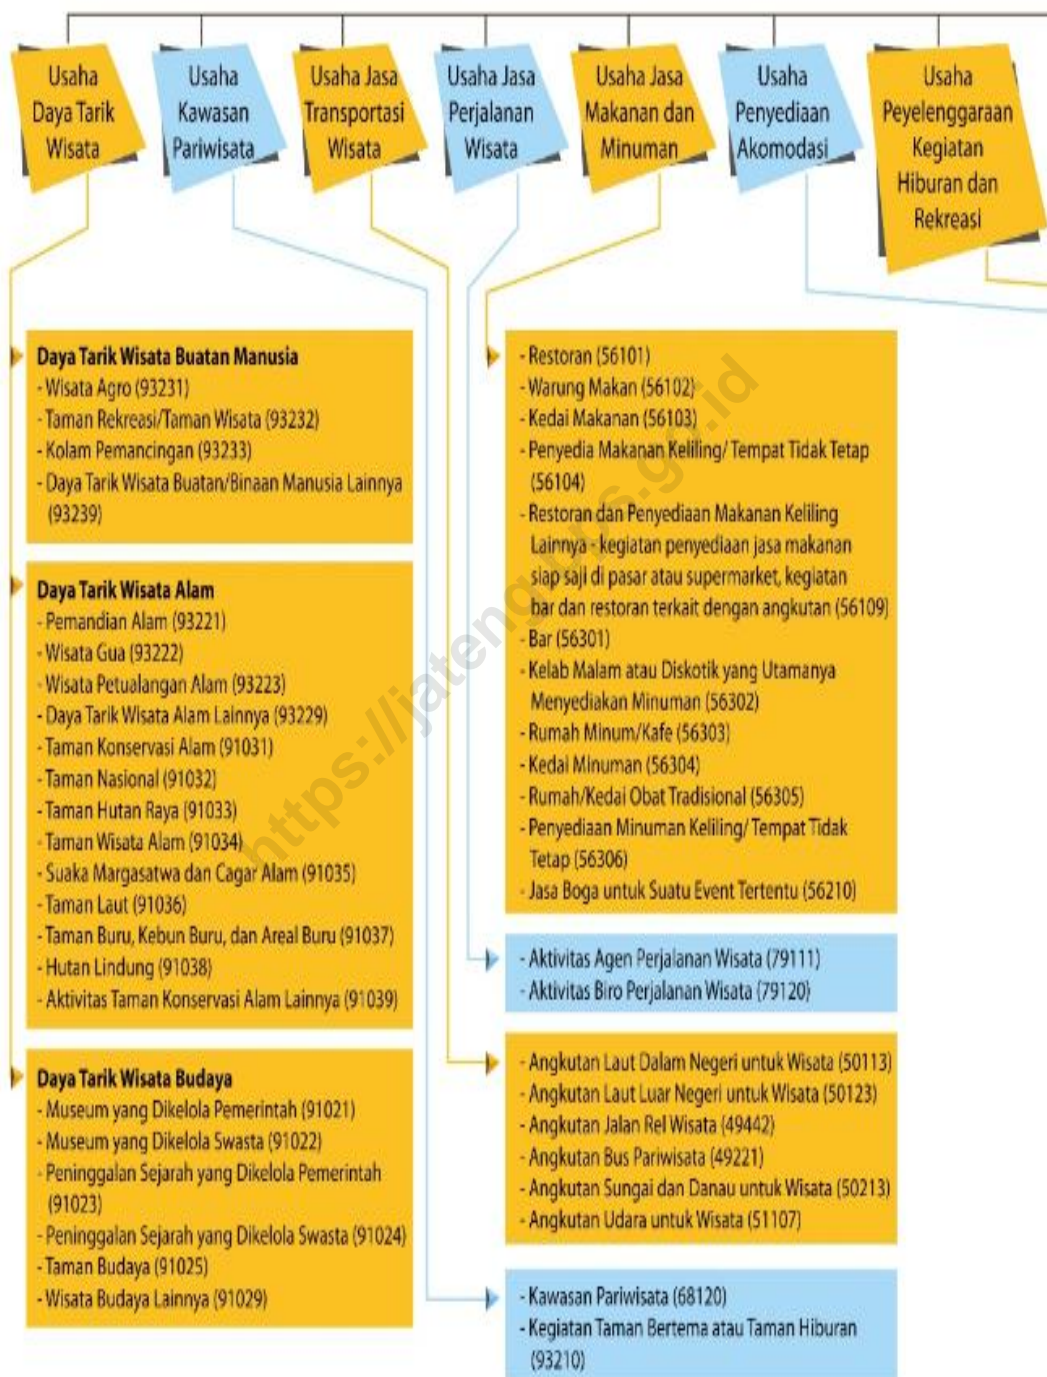 Usaha
Daya Tarik
Wisata
Usaha
Kawasan
Pariwisata
Usaha Jasa
Transportasi
Wisata
Usaha Jasa
Perjalanan
Wisata
Usaha Jasa
Makanan dan
Minuman
Usaha
Penyediaan
Akomodasi
Usaha
Peyelenggaraan
Kegiatan
Hiburan dan
Rekreasi
Daya Tarik Wisata Buatan Manusia
- Wisata Agro (93231)
- Taman Rekreasi/Taman Wisata (93232)
- Kolam Pemancingan (93233)
- Daya Tarik Wisata Buatan/Binaan Manusia Lainnya
(93239)
Daya Tarik Wisata Alam
- Pemandian Alam (93221)
- Wisata Gua (93222)
- Wisata Petualangan Alam (93223)
- Daya Tarik Wisata Alam Lainnya (93229)
- Taman Konservasi Alam (91031)
- Taman Nasional (91032)
- Taman Hutan Raya (91033)
- Taman Wisata Alam (91034)
- Suaka Margasatwa dan Cagar Alam (91035)
- Taman Laut (91036)
- Taman Buru, Kebun Buru, dan Areal Buru (91037)
- Hutan Lindung (91038)
- Aktivitas Taman Konservasi Alam Lainnya (91039)
Daya Tarik Wisata Budaya
- Museum yang Dikelola Pemerintah (91021)
- Museum yang Dikelola Swasta (91022)
- Peninggalan Sejarah yang Dikelola Pemerintah
(91023)
- Peninggalan Sejarah yang Dikelola Swasta (91024)
- Taman Budaya (91025)
- Wisata Budaya Lainnya (91029)
- Restoran (56101)
- Warung Makan (56102)
- Kedai Makanan (56103)
- Penyedia Makanan Keliling/ Tempat Tidak Tetap
(56104)
- Restoran dan Penyediaan Makanan Keliling
Lainnya - kegiatan penyediaan jasa makanan
siap saji di pasar atau supermarket, kegiatan
bar dan restoran terkait dengan angkutan (56109)
- Bar (56301)
- Kelab Malam atau Diskotik yang Utamanya
Menyediakan Minuman (56302)
- Rumah Minum/Kafe (56303)
- Kedai Minuman (56304)
- Rumah/Kedai Obat Tradisional (56305)
- Penyediaan Minuman Keliling/ Tempat Tidak
Tetap (56306)
- Jasa Boga untuk Suatu Event Tertentu (56210)
- Aktivitas Agen Perjalanan Wisata (79111)
- Aktivitas Biro Perjalanan Wisata (79120)
- Angkutan Laut Dalam Negeri untuk Wisata (50113)
- Angkutan Laut Luar Negeri untuk Wisata (50123)
- Angkutan Jalan Rel Wisata (49442)
- Angkutan Bus Pariwisata (49221)
- Angkutan Sungai dan Danau untuk Wisata (50213)
- Angkutan Udara untuk Wisata (51107)
- Kawasan Pariwisata (68120)
- Kegiatan Taman Bertema atau Taman Hiburan
(93210)
https://jateng.bps.go.id